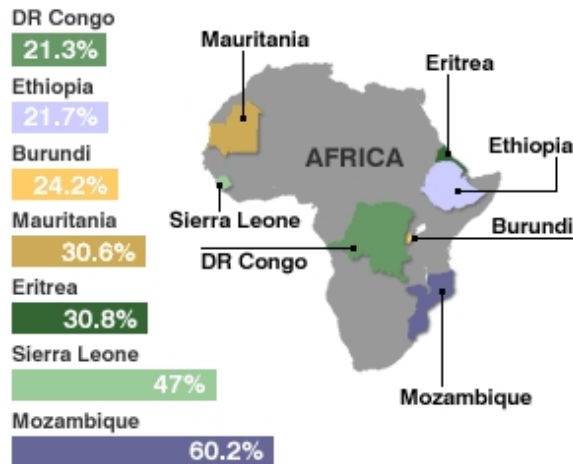 DR Congo
21.3%
Ethiopia
21.7%
Burundi
24.2%
Mauritania
30.6%
Eritrea
30.8%
Sierra Leone
47%
Mozambique
60.2%
Mauritania
Eritrea
AFRICA
Ethiopia
Sierra Leone
Burundi
DR Congo
Mozambique